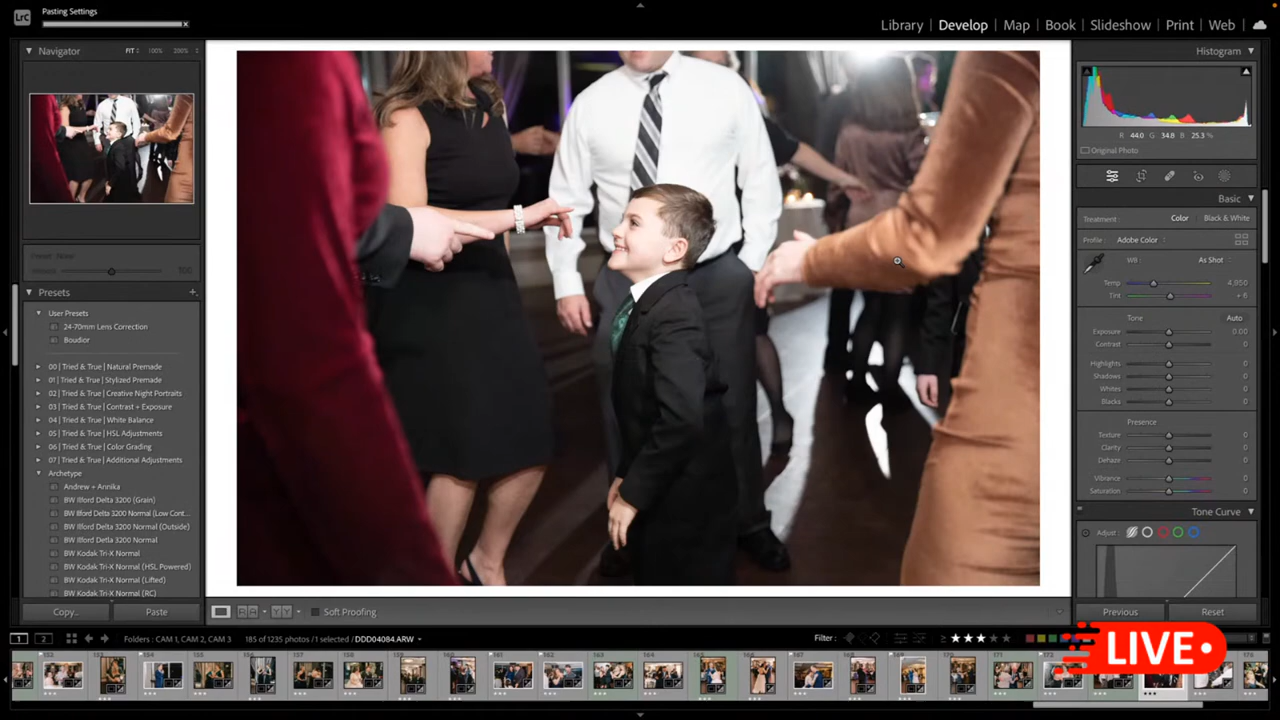 LrC
Pasting Settings
Library | Develop | Map | Book | Slideshow | Print | Web
Navigator FIT 100% 200%
Histogram
R 44.0 G 34.8 B 25.3 %
Original Photo
Basic
Treatment: Color Black & White
Profile: Adobe Color
WB: As Shot
Temp 4,950
Tint + 6
Tone Auto
Exposure 0.00
Contrast 0
Highlights 0
Shadows 0
Whites 0
Blacks 0
Presence
Texture 0
Clarity 0
Dehaze 0
Vibrance 0
Saturation 0
Tone Curve
Adjust:
Previous Reset
100
Presets
User Presets
24-70mm Lens Correction
Boudior
00 | Tried & True | Natural Premade
01 | Tried & True | Stylized Premade
02 | Tried & True | Creative Night Portraits
03 | Tried & True | Contrast + Exposure
04 | Tried & True | White Balance
05 | Tried & True | HSL Adjustments
06 | Tried & True | Color Grading
07 | Tried & True | Additional Adjustments
Archetype
Andrew + Annika
BW Ilford Delta 3200 (Grain)
BW Ilford Delta 3200 (Low Cont...
BW Ilford Delta 3200 Normal (Outside)
BW Ilford Delta 3200 Normal
BW Kodak Tri-X Normal
BW Kodak Tri-X Normal (HSL Powered)
BW Kodak Tri-X Normal (Lifted)
BW Kodak Tri-X Normal (RC)
Copy... Paste
Soft Proofing
1 2 Folders : CAM 1, CAM 2, CAM 3 185 of 1235 photos / 1 selected / DDD04084.ARW
Filter :
LIVE